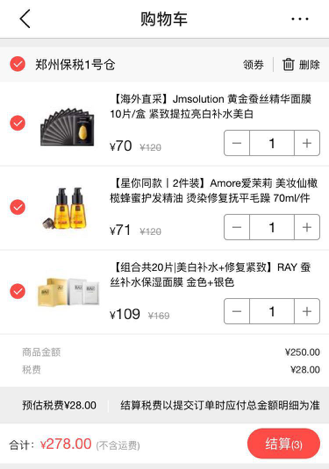 购物车
郑州保税1号仓 领券 删除
【海外直采】Jmsolution 黄金蚕丝精华面膜
10片/盒 紧致提拉亮白补水美白
¥70 ¥120 1
【星你同款丨2件装】Amore爱茉莉 美妆仙橄
榄蜂蜜护发精油 烫染修复抚平毛躁 70ml/件
¥71 ¥120 1
【组合共20片|美白补水+修复紧致】RAY 蚕
丝补水保湿面膜 金色+银色
¥109 ¥169 1
商品金额 ¥250.00
税费 ¥28.00
预估税费¥28.00 结算税费以提交订单时应付总金额明细为准
合计: ¥278.00 (不含运费) 结算(3)